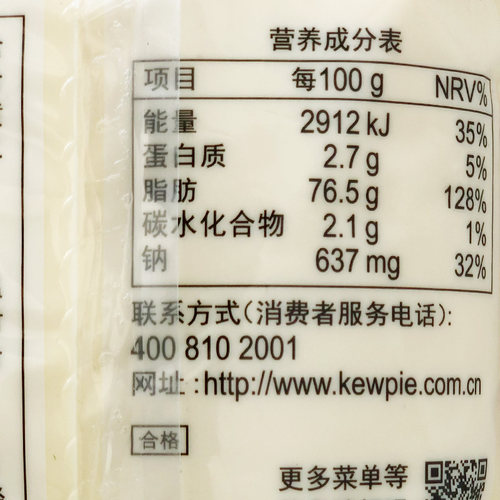 营养成分表
项目 每100 g NRV%
能量 2912 kJ 35%
蛋白质 2.7 g 5%
脂肪 76.5 g 128%
碳水化合物 2.1 g 1%
钠 637 mg 32%
联系方式(消费者服务电话):
400 810 2001
网址:http://www.kewpie.com.cn
合格
更多菜单等